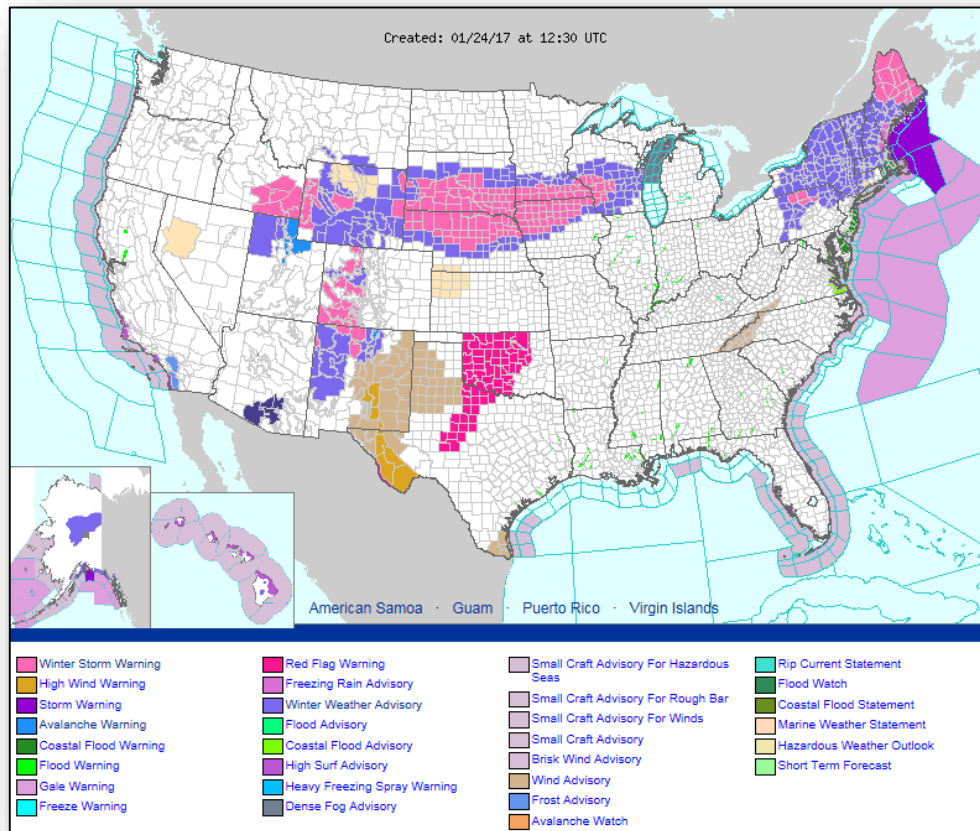 Created: 01/24/17 at 12:30 UTC
American Samoa · Guam · Puerto Rico · Virgin Islands
Winter Storm Warning
High Wind Warning
Storm Warning
Avalanche Warning
Coastal Flood Warning
Flood Warning
Gale Warning
Freeze Warning
Red Flag Warning
Freezing Rain Advisory
Winter Weather Advisory
Flood Advisory
Coastal Flood Advisory
High Surf Advisory
Heavy Freezing Spray Warning
Dense Fog Advisory
Small Craft Advisory For Hazardous
Seas
Small Craft Advisory For Rough Bar
Small Craft Advisory For Winds
Small Craft Advisory
Brisk Wind Advisory
Wind Advisory
Frost Advisory
Avalanche Watch
Rip Current Statement
Flood Watch
Coastal Flood Statement
Marine Weather Statement
Hazardous Weather Outlook
Short Term Forecast